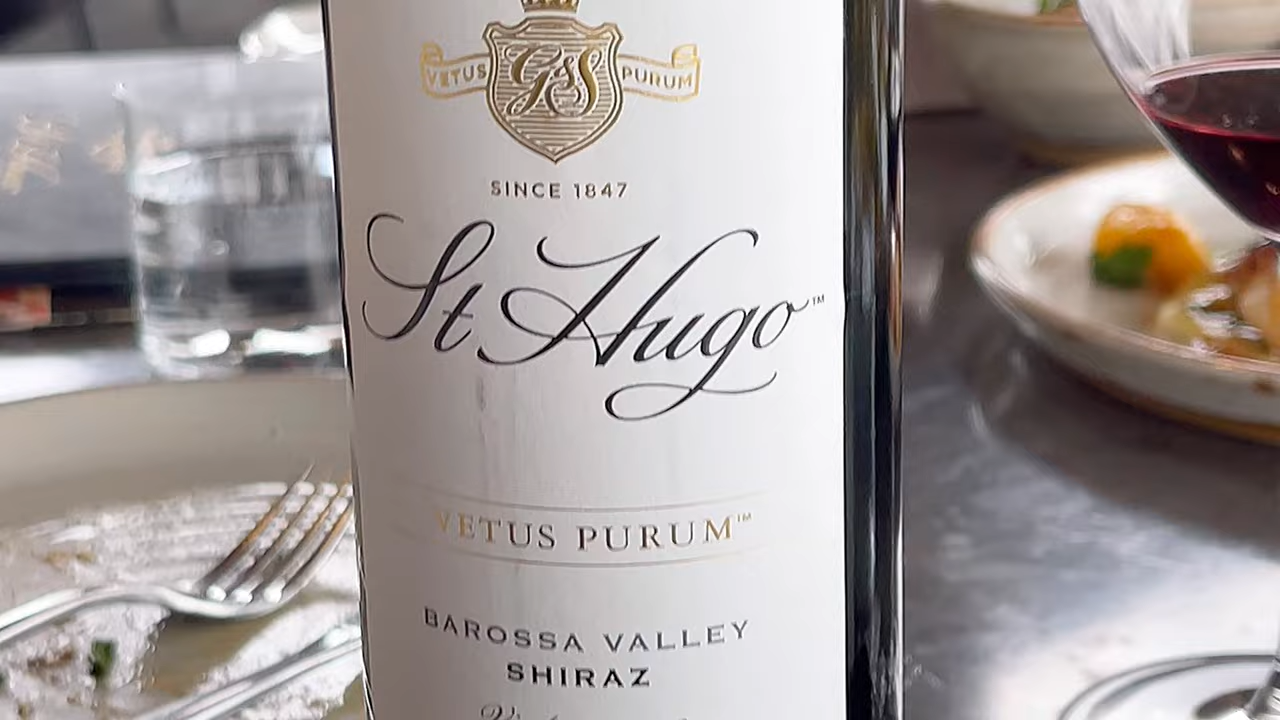 VETUS G&S PURUM
SINCE 1847
St Hugo™
VETUS PURUM™
BAROSSA VALLEY
SHIRAZ